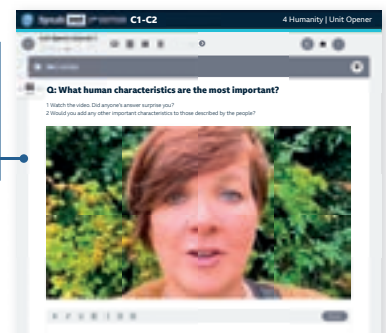 Speakout C1-C2
4 Humanity | Unit Opener
Q: What human characteristics are the most important?
1 Watch the video. Did anyone's answer surprise you?
2 Would you add any other important characteristics to those described by the people?